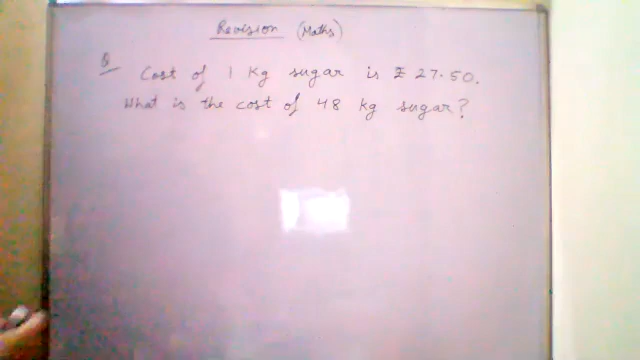 Revision (Maths)
Q Cost of 1 Kg sugar is ₹ 27.50.
What is the cost of 48 kg sugar?